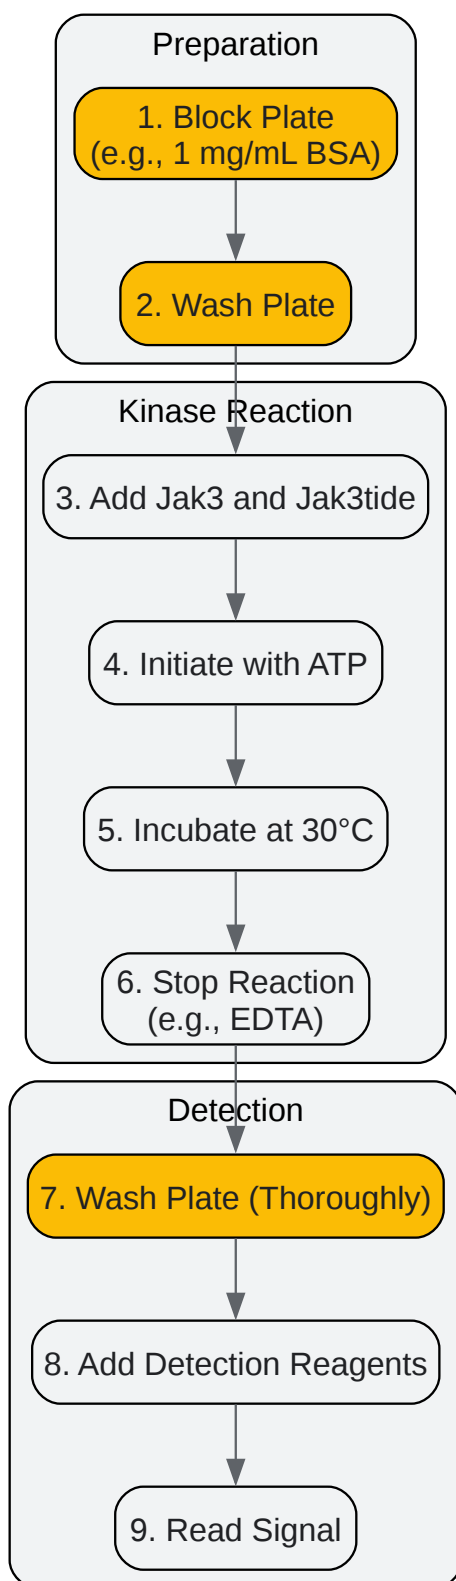 Preparation
1. Block Plate
(e.g., 1 mg/mL BSA)
2. Wash Plate
Kinase Reaction
3. Add Jak3 and Jak3tide
4. Initiate with ATP
5. Incubate at 30°C
6. Stop Reaction
(e.g., EDTA)
Detection
7. Wash Plate (Thoroughly)
8. Add Detection Reagents
9. Read Signal